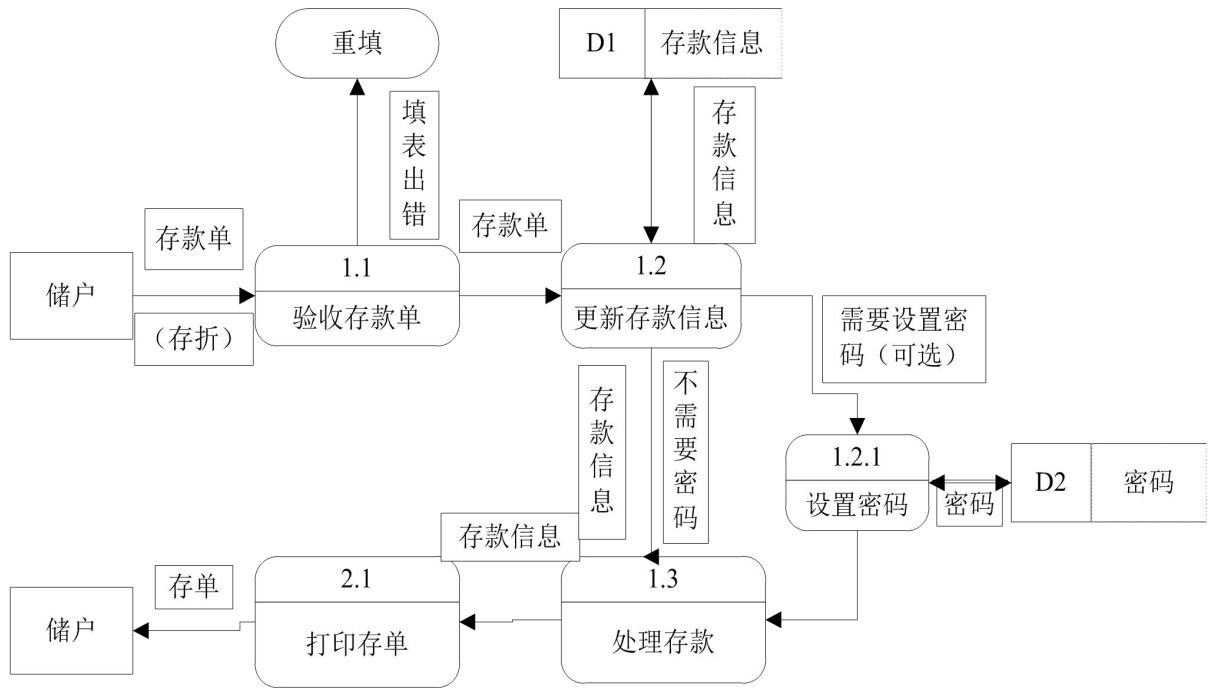 重填
D1
存款信息
填表出错
存款信息
存款单
存款单
储户
1.1
验收存款单
1.2
更新存款信息
（存折）
需要设置密
码（可选）
存款信息
不需要密码
1.2.1
设置密码
密码
D2
密码
存款信息
存单
储户
2.1
打印存单
1.3
处理存款